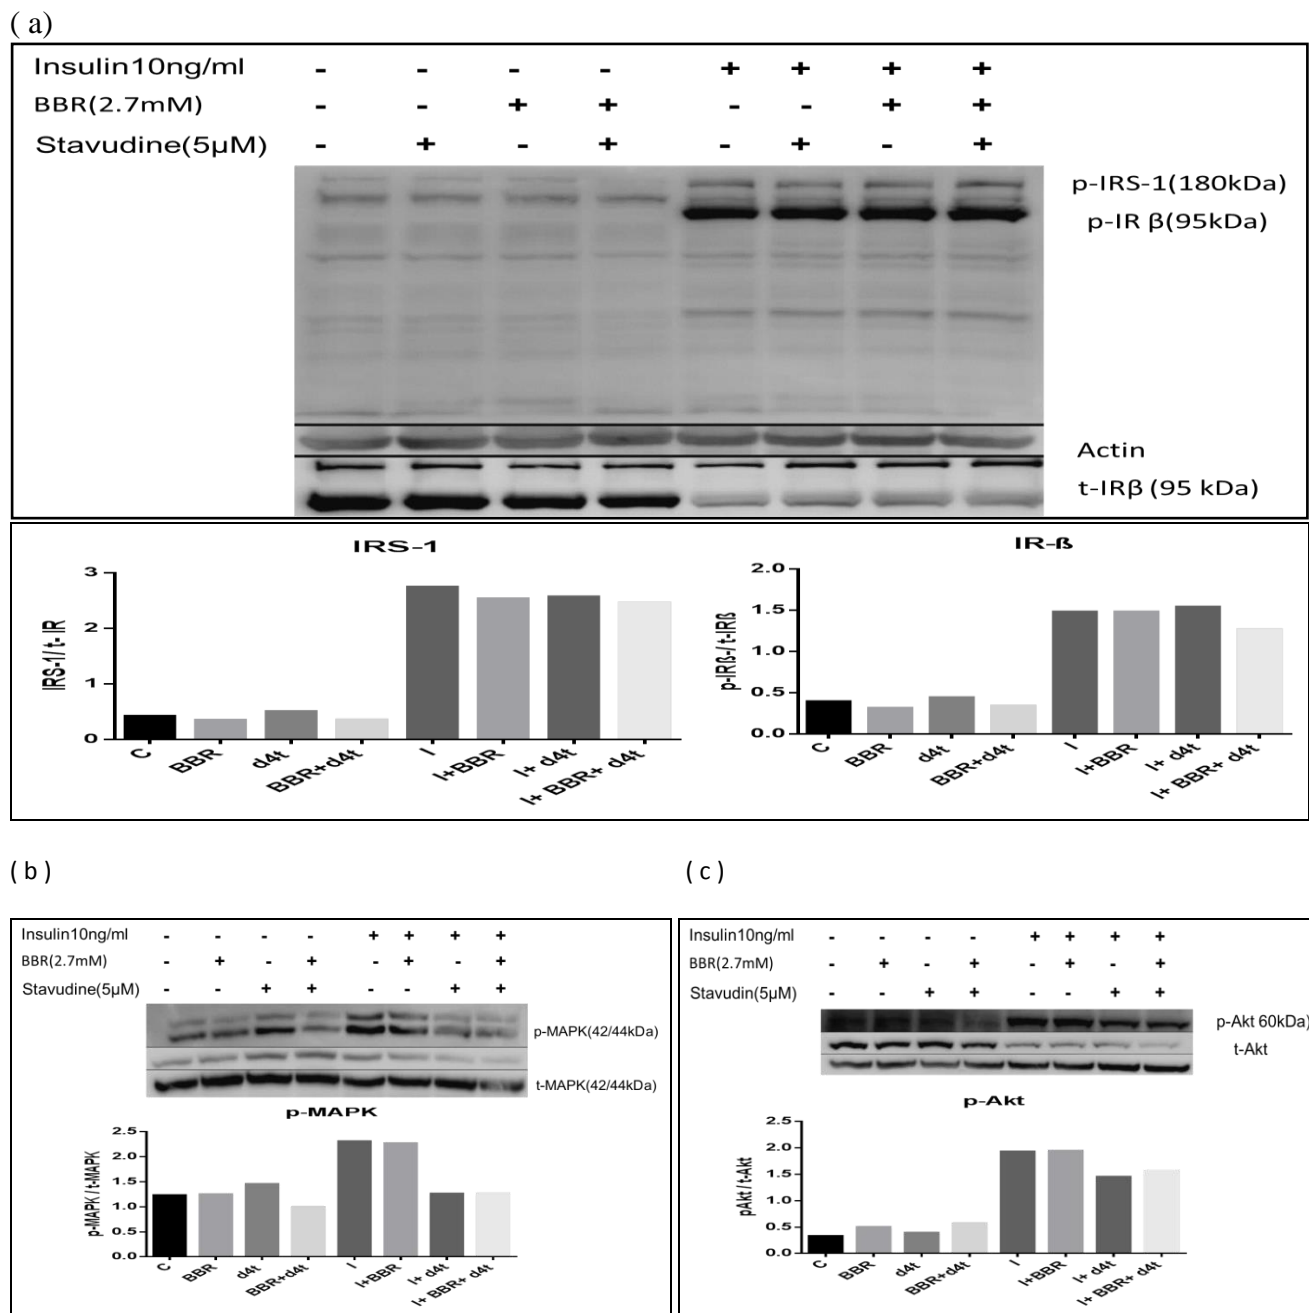 ( a)
Insulin10ng/ml - - - - + + + +
BBR(2.7mM) - - + + - - + +
Stavudine(5µM) - + - + - + - +
p-IRS-1(180kDa)
p-IR β(95kDa)
Actin
t-IRβ (95 kDa)
IRS-1
IRS-1/ t- IR
3
2
1
0
C BBR d4t BBR+d4t I I+BBR I+ d4t I+ BBR+ d4t
IR-ß
p-IRß-/ t-IRß
2.0
1.5
1.0
0.5
0.0
C BBR d4t BBR+d4t I I+BBR I+ d4t I+ BBR+ d4t
( b )
Insulin10ng/ml - - - - + + + +
BBR(2.7mM) - + - + - + - +
Stavudine(5µM) - - + + - - + +
p-MAPK(42/44kDa)
t-MAPK(42/44kDa)
p-MAPK
p-MAPK / t-MAPK
2.5
2.0
1.5
1.0
0.5
0.0
C BBR d4t BBR+d4t I I+BBR I+ d4t I+ BBR+ d4t
( c )
Insulin10ng/ml - - - - + + + +
BBR(2.7mM) - + - + - + - +
Stavudin(5µM) - - + + - - + +
p-Akt 60kDa)
t-Akt
p-Akt
pAkt / t-Akt
2.5
2.0
1.5
1.0
0.5
0.0
C BBR d4t BBR+d4t I I+BBR I+ d4t I+ BBR+ d4t